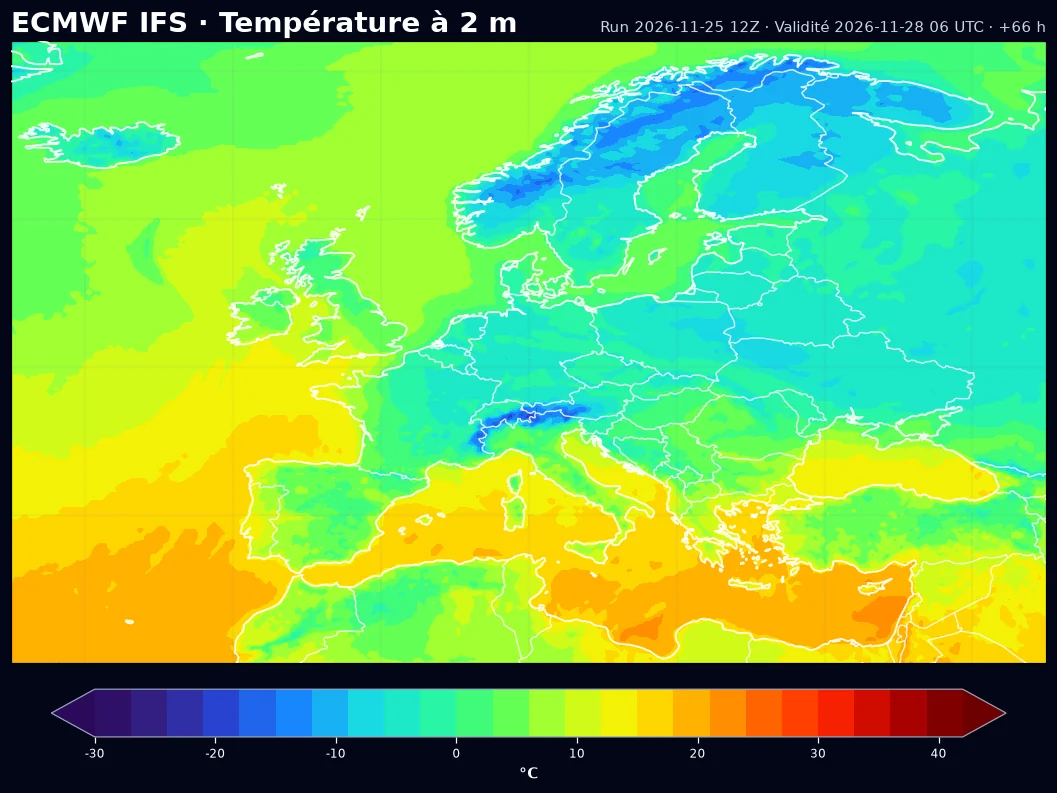 ECMWF IFS · Température à 2 m
Run 2026-11-25 12Z · Validité 2026-11-28 06 UTC · +66 h
-30 -20 -10 0 10 20 30 40
°C